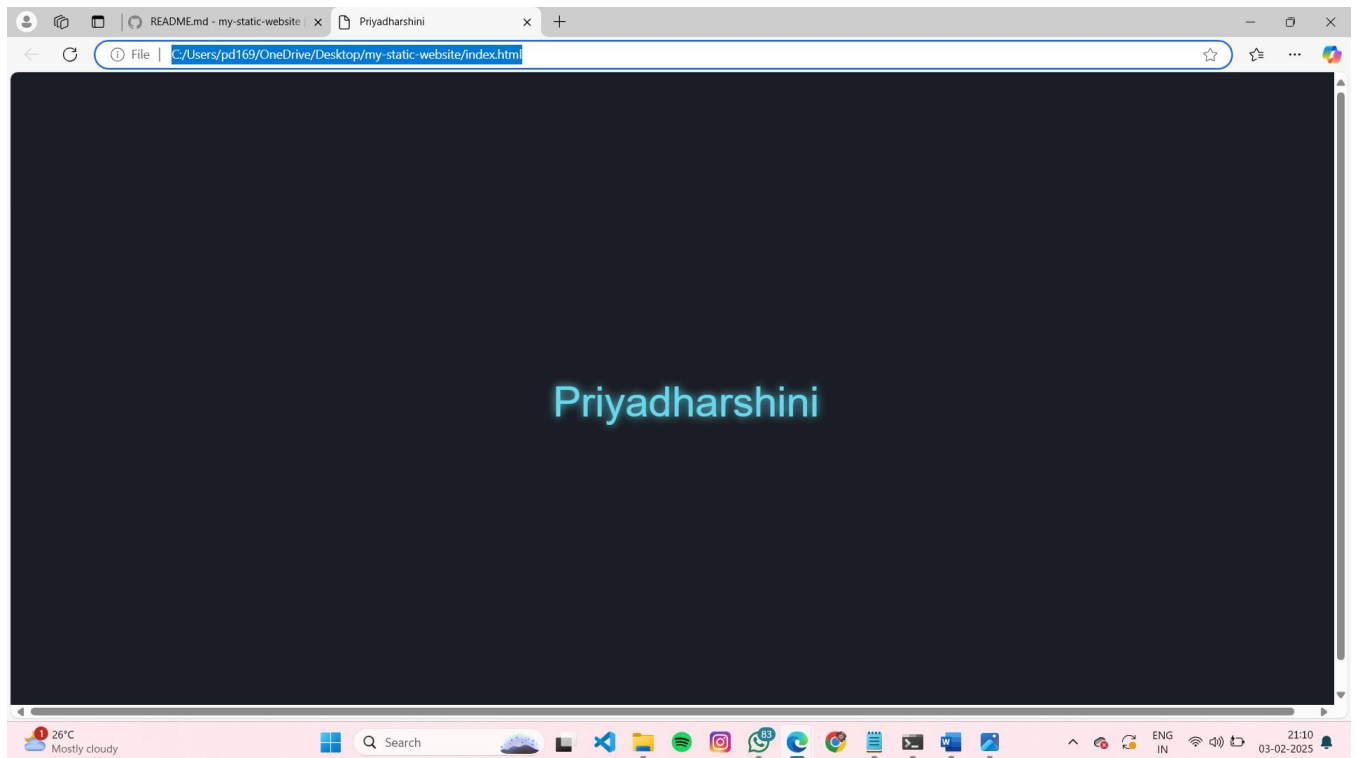 README.md - my-static-website |
Priyadharshini
File | C:/Users/pd169/OneDrive/Desktop/my-static-website/index.html
Priyadharshini
1
26°C
Mostly cloudy
Search
83
ENG
IN
21:10
03-02-2025